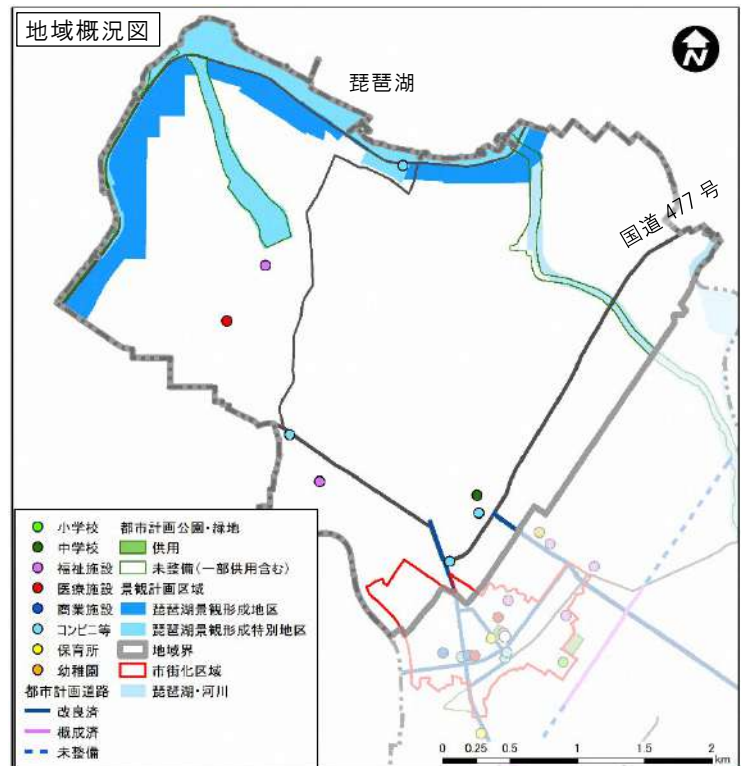 地域概況図
琵琶湖
N
国道 477 号
小学校
中学校
福祉施設
医療施設
商業施設
コンビニ等
保育所
幼稚園
都市計画道路
改良済
概成済
未整備
都市計画公園・緑地
供用
未整備(一部供用含む)
景観計画区域
琵琶湖景観形成地区
琵琶湖景観形成特別地区
地域界
市街化区域
琵琶湖・河川
0 0.25 0.5 1 1.5 2
km